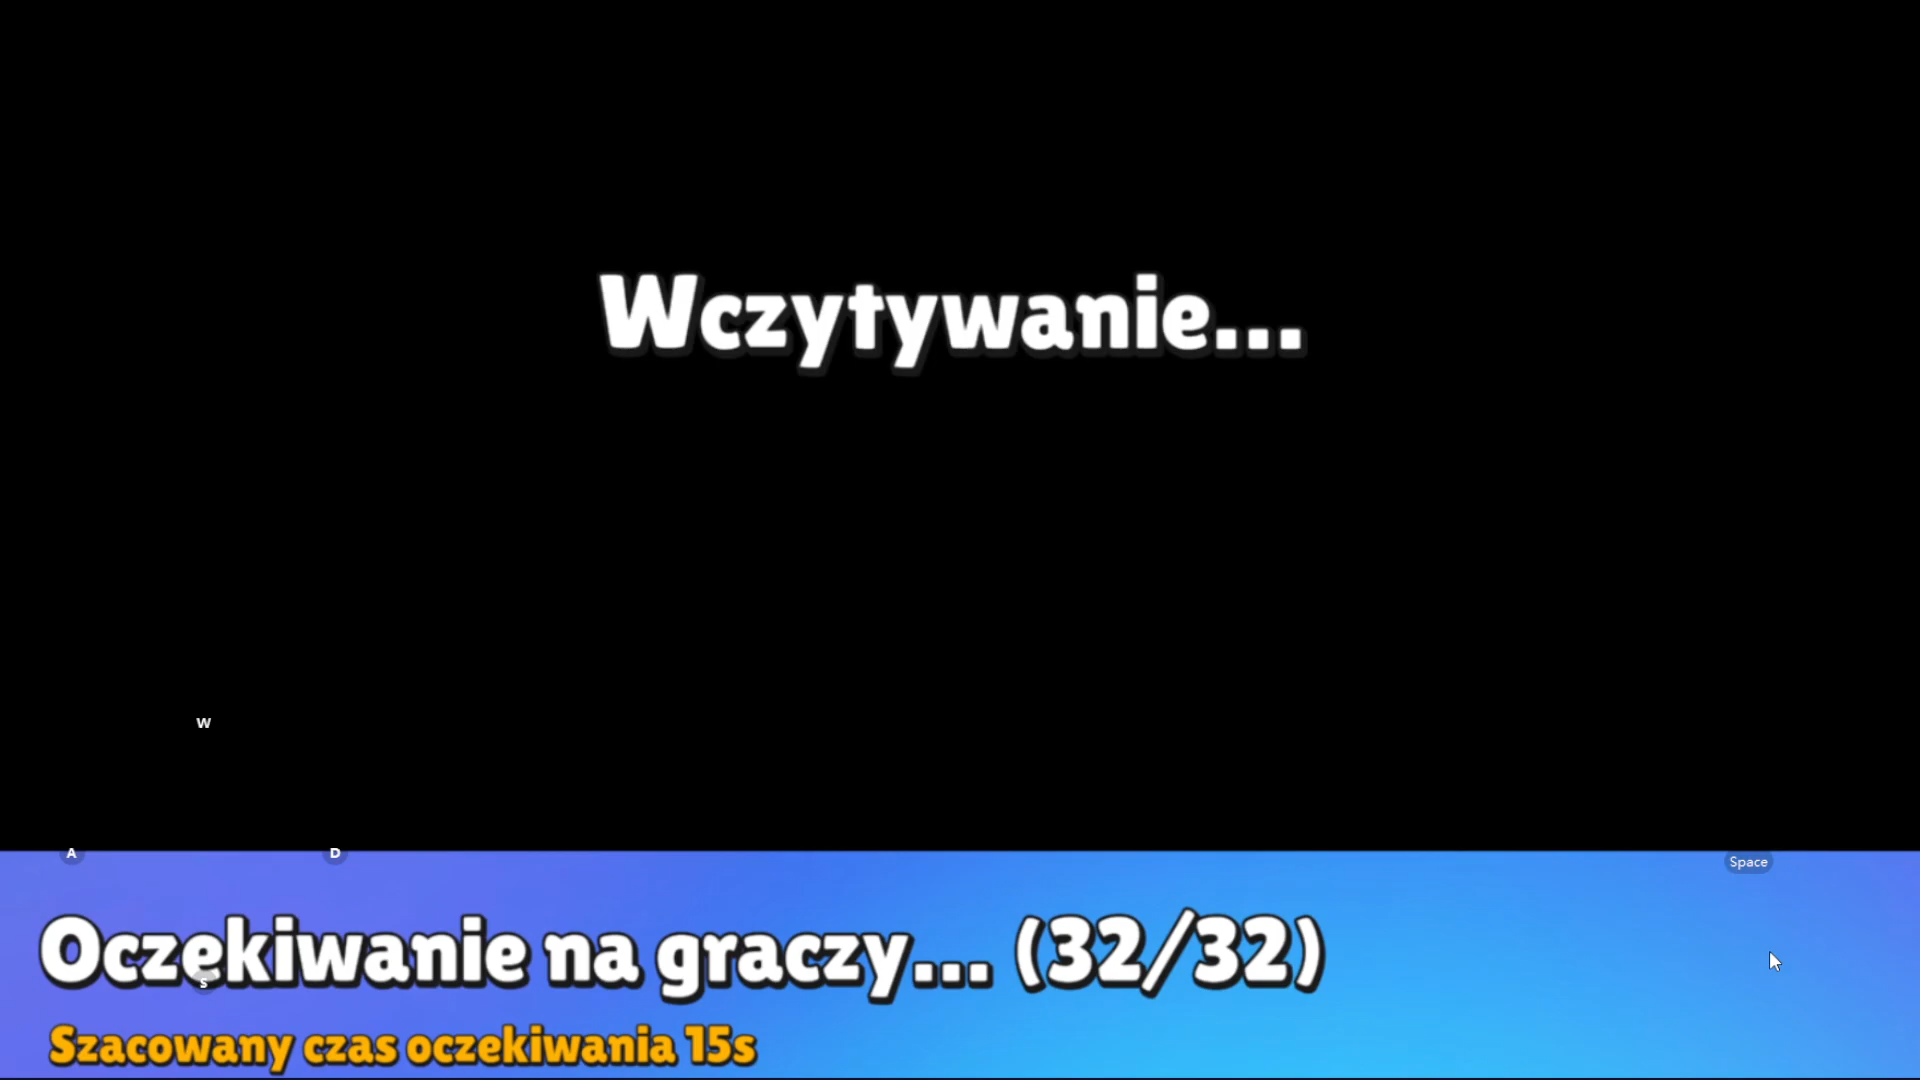 Wczytywanie...
W
A
D
Space
Oczekiwanie na graczy... (32/32)
S
Szacowany czas oczekiwania 15s